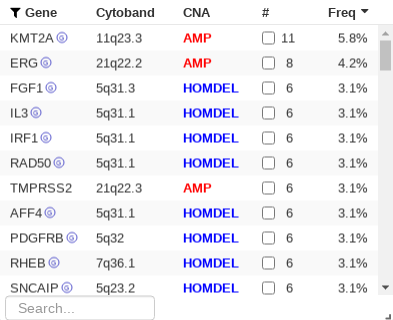 Gene Cytoband CNA # Freq
KMT2A G 11q23.3 AMP 11 5.8%
ERG G 21q22.2 AMP 8 4.2%
FGF1 G 5q31.3 HOMDEL 6 3.1%
IL3 G 5q31.1 HOMDEL 6 3.1%
IRF1 G 5q31.1 HOMDEL 6 3.1%
RAD50 G 5q31.1 HOMDEL 6 3.1%
TMPRSS2 21q22.3 AMP 6 3.1%
AFF4 G 5q31.1 HOMDEL 6 3.1%
PDGFRB G 5q32 HOMDEL 6 3.1%
RHEB G 7q36.1 HOMDEL 6 3.1%
SNCAIP G 5q23.2 HOMDEL 6 3.1%
Search...